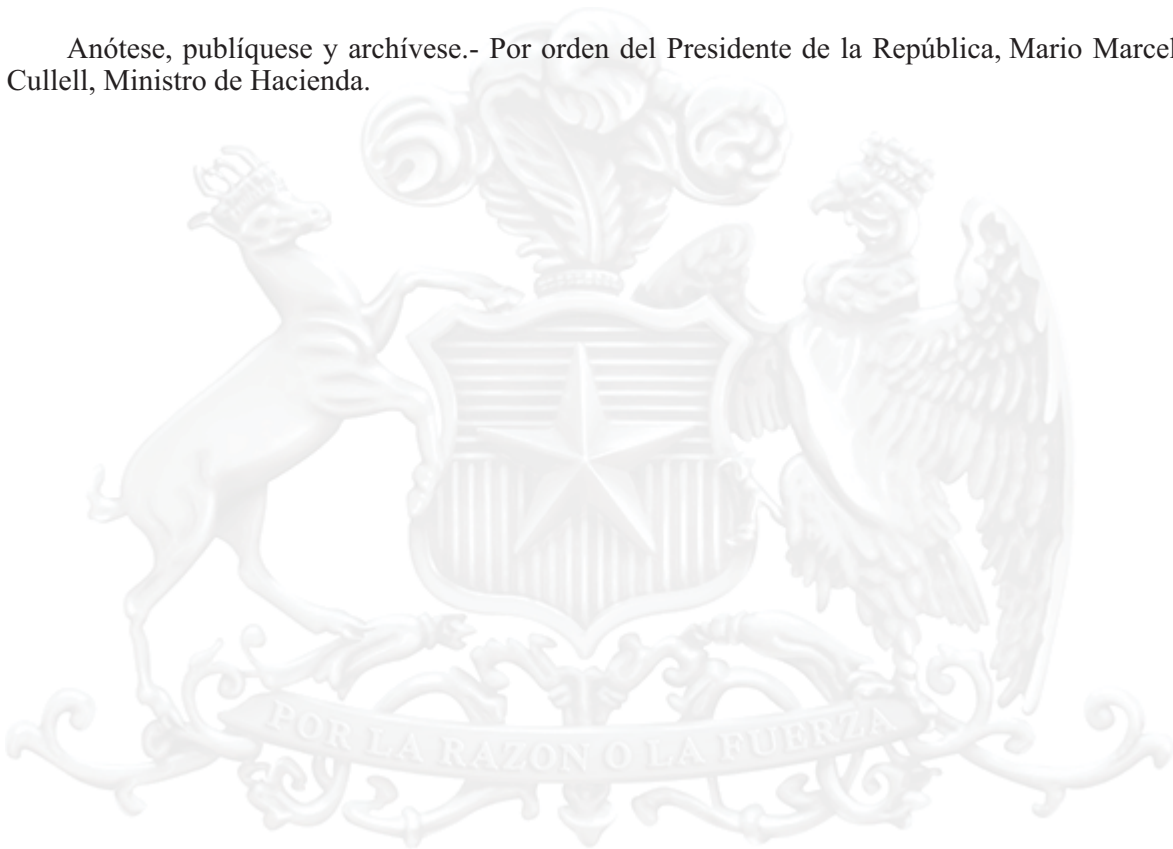 Anótese, publíquese y archívese.- Por orden del Presidente de la República, Mario Marcel
Cullell, Ministro de Hacienda.
POR LA RAZON O LA FUERZA